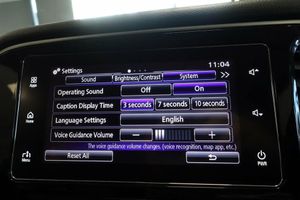 11:04
Settings
Sound Brightness/Contrast System
Operating Sound Off On
Caption Display Time 3 seconds 7 seconds 10 seconds
Language Settings English
Voice Guidance Volume
The voice guidance volume changes. (voice recognition, map app, etc.)
Reset All
Apps
Home
Menu
PWR